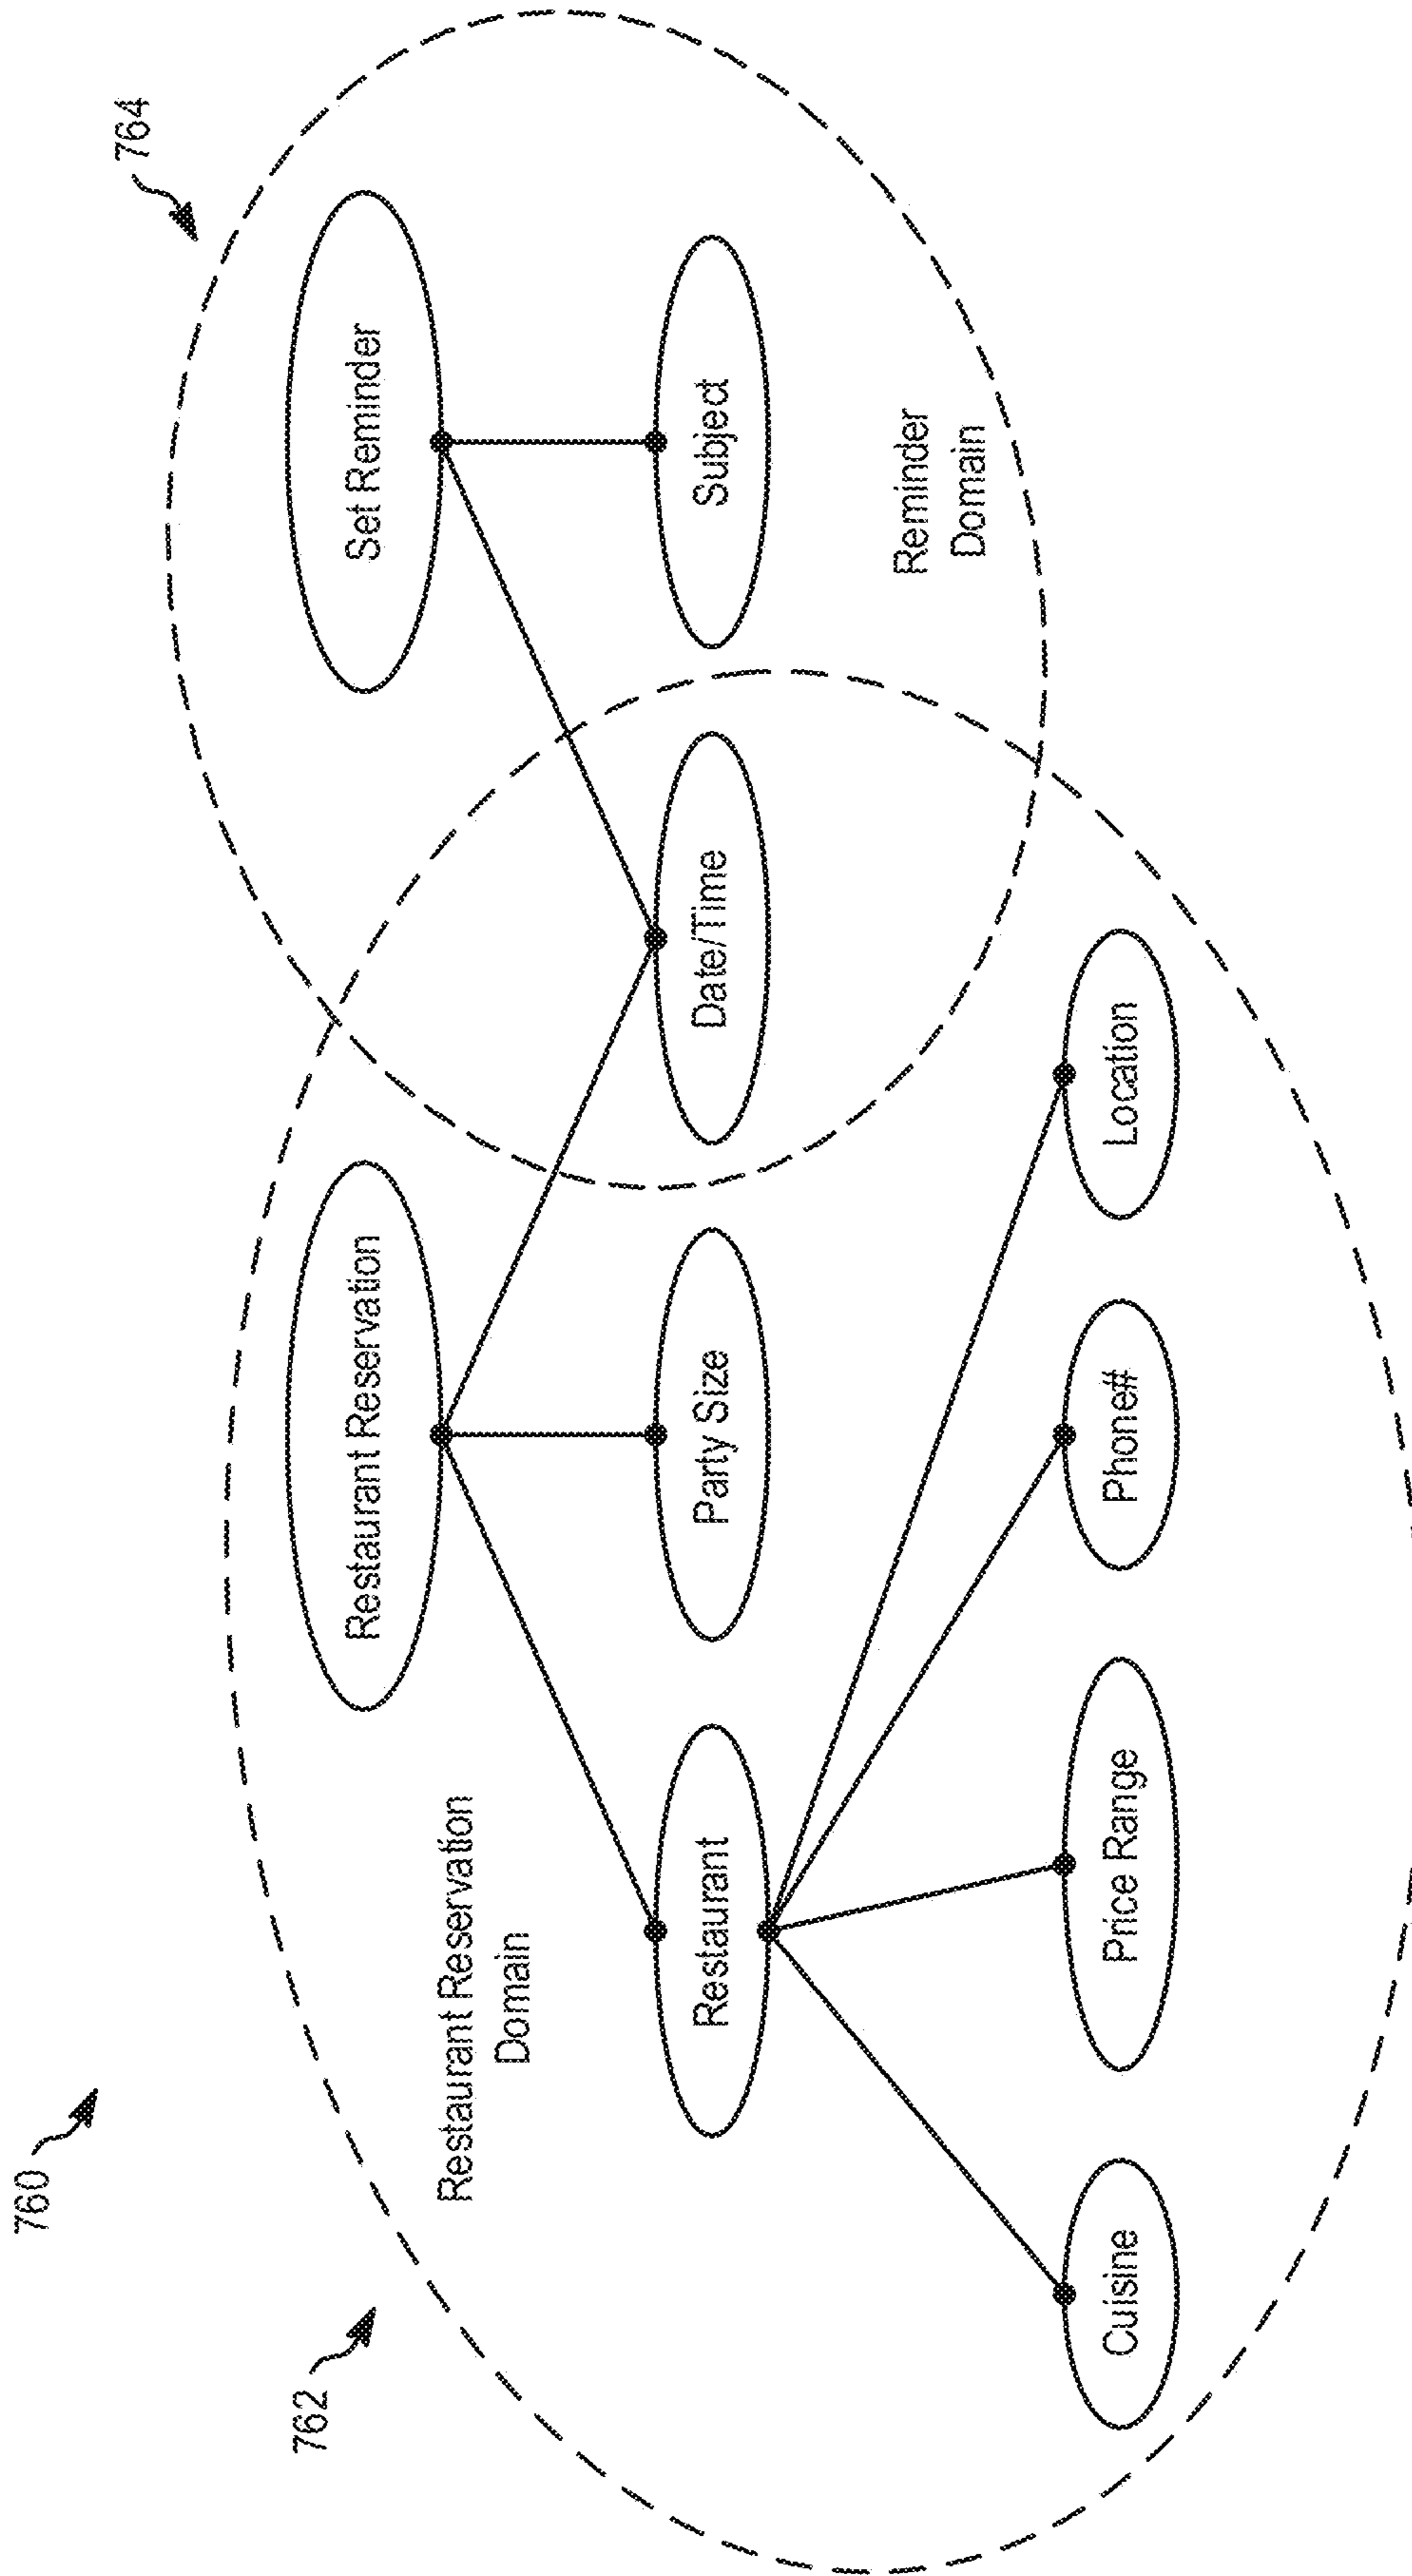 760
762
764
Restaurant Reservation
Set Reminder
Restaurant Reservation
Domain
Restaurant
Party Size
Date/Time
Subject
Reminder
Domain
Cuisine
Price Range
Phone#
Location